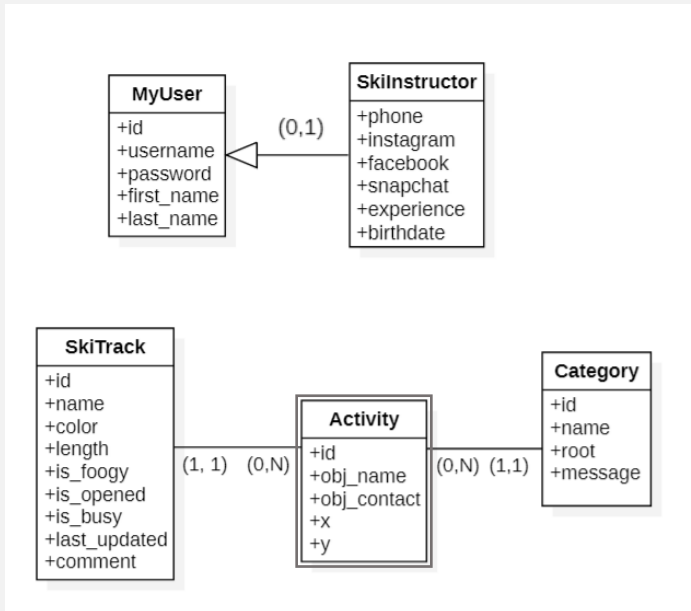 MyUser
+id
+username
+password
+first_name
+last_name
(0,1)
SkiInstructor
+phone
+instagram
+facebook
+snapchat
+experience
+birthdate
SkiTrack
+id
+name
+color
+length
+is_foogy
+is_opened
+is_busy
+last_updated
+comment
(1, 1) (0,N)
Activity
+id
+obj_name
+obj_contact
+x
+y
(0,N) (1,1)
Category
+id
+name
+root
+message